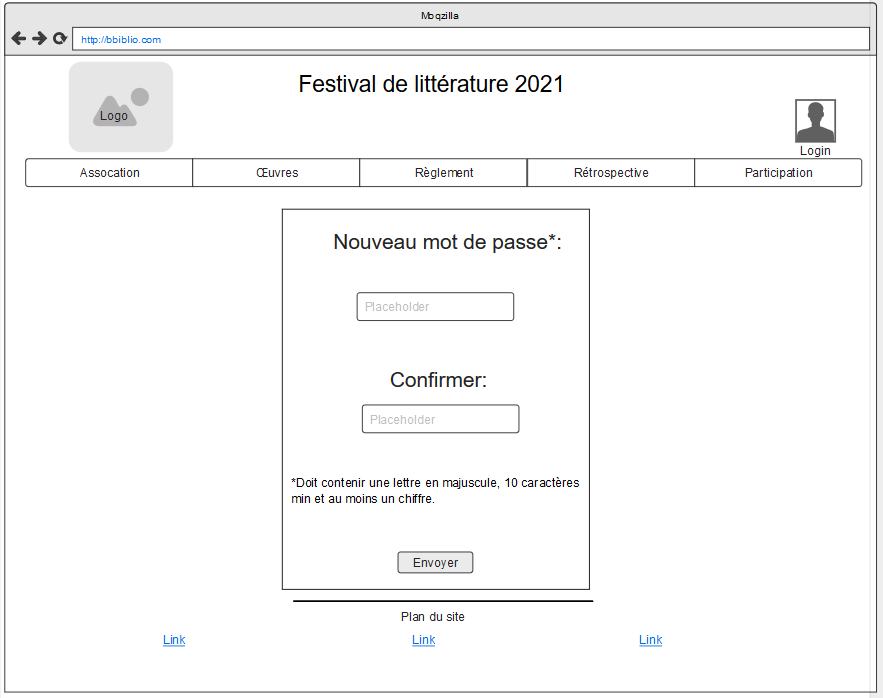 Moqzilla
http://bbiblio.com
Festival de littérature 2021
Logo
Login
Assocation
Œuvres
Règlement
Rétrospective
Participation
Nouveau mot de passe*:
Placeholder
Confirmer:
Placeholder
*Doit contenir une lettre en majuscule, 10 caractères
min et au moins un chiffre.
Envoyer
Plan du site
Link
Link
Link